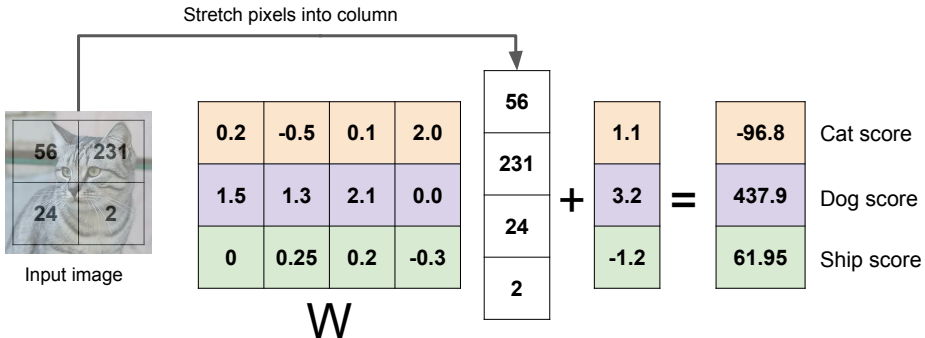 Stretch pixels into column
56 231
24 2
Input image
0.2 -0.5 0.1 2.0
1.5 1.3 2.1 0.0
0 0.25 0.2 -0.3
W
56
231
24
2
+
1.1
3.2
-1.2
=
-96.8 Cat score
437.9 Dog score
61.95 Ship score